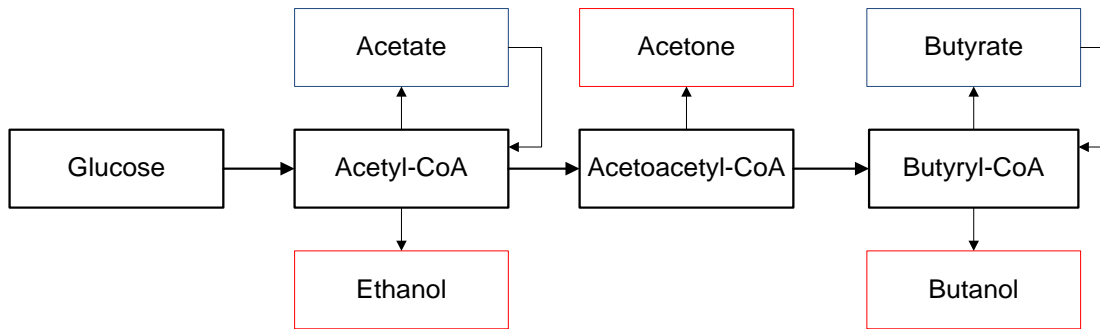 Acetate
Acetone
Butyrate
Glucose
Acetyl-CoA
Acetoacetyl-CoA
Butyryl-CoA
Ethanol
Butanol